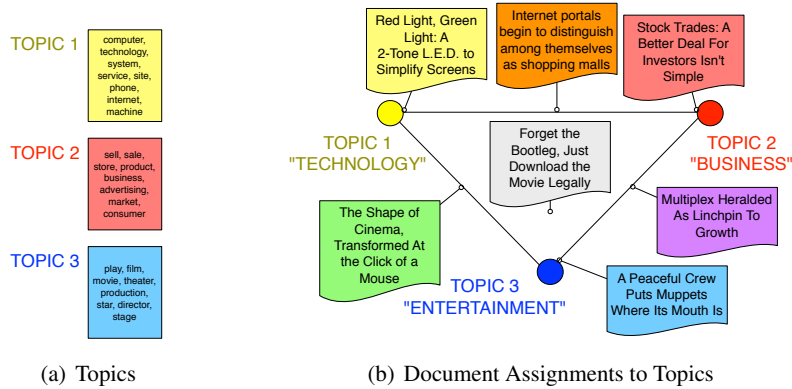 TOPIC 1
computer,
technology,
system,
service, site,
phone,
internet,
machine
TOPIC 2
sell, sale,
store, product,
business,
advertising,
market,
consumer
TOPIC 3
play, film,
movie, theater,
production,
star, director,
stage
(a) Topics
Red Light, Green
Light: A
2-Tone L.E.D. to
Simplify Screens
Internet portals
begin to distinguish
among themselves
as shopping malls
Stock Trades: A
Better Deal For
Investors Isn't
Simple
TOPIC 1
"TECHNOLOGY"
Forget the
Bootleg, Just
Download the
Movie Legally
TOPIC 2
"BUSINESS"
The Shape of
Cinema,
Transformed At
the Click of a
Mouse
Multiplex Heralded
As Linchpin To
Growth
TOPIC 3
"ENTERTAINMENT"
A Peaceful Crew
Puts Muppets
Where Its Mouth Is
(b) Document Assignments to Topics